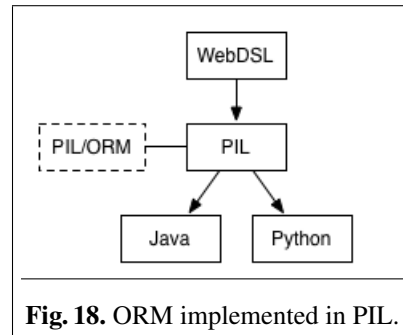 WebDSL
PIL/ORM
PIL
Java
Python
Fig. 18. ORM implemented in PIL.